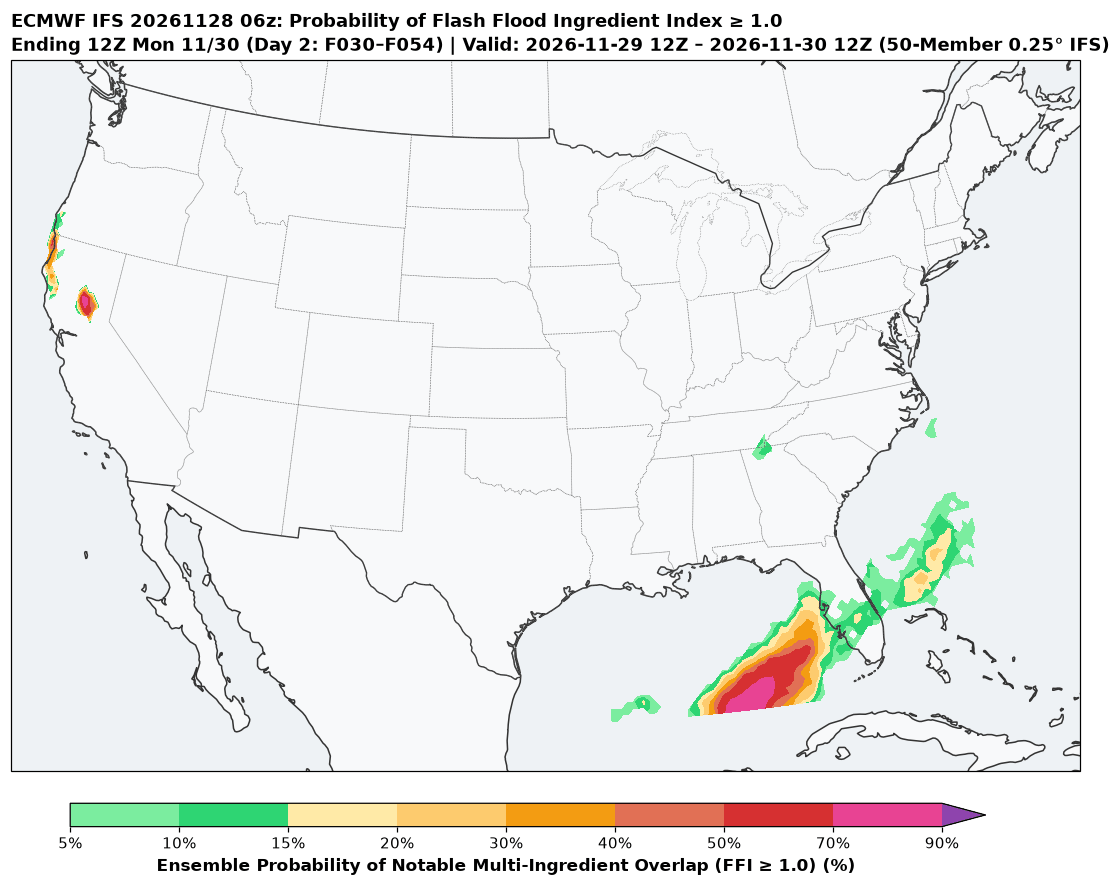 ECMWF IFS 20261128 06z: Probability of Flash Flood Ingredient Index ≥ 1.0
Ending 12Z Mon 11/30 (Day 2: F030–F054) | Valid: 2026-11-29 12Z – 2026-11-30 12Z (50-Member 0.25° IFS)
5% 10% 15% 20% 30% 40% 50% 70% 90%
Ensemble Probability of Notable Multi-Ingredient Overlap (FFI ≥ 1.0) (%)